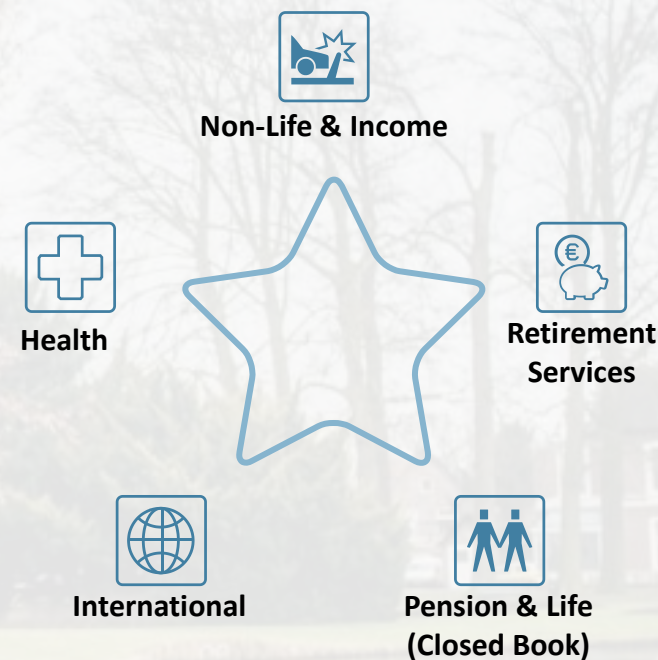 Non-Life & Income
Health
€
Retirement
Services
International
Pension & Life
(Closed Book)